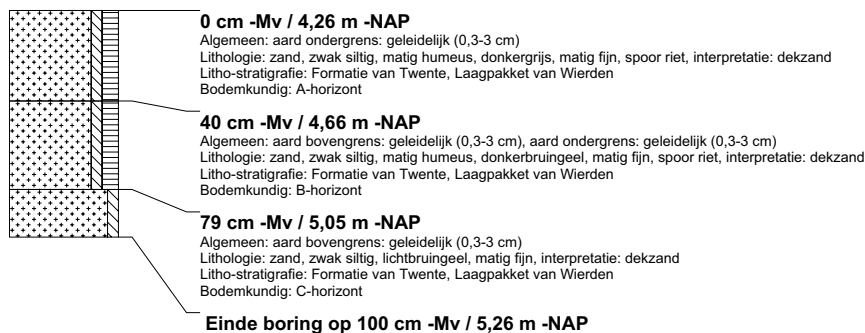 0 cm -Mv / 4,26 m -NAP
Algemeen: aard ondergrens: geleidelijk (0,3-3 cm)
Lithologie: zand, zwak siltig, matig humeus, donkergrijs, matig fijn, spoor riet, interpretatie: dekzand
Litho-stratigrafie: Formatie van Twente, Laagpakket van Wierden
Bodemkundig: A-horizont
40 cm -Mv / 4,66 m -NAP
Algemeen: aard bovengrens: geleidelijk (0,3-3 cm), aard ondergrens: geleidelijk (0,3-3 cm)
Lithologie: zand, zwak siltig, matig humeus, donkerbruingeel, matig fijn, spoor riet, interpretatie: dekzand
Litho-stratigrafie: Formatie van Twente, Laagpakket van Wierden
Bodemkundig: B-horizont
79 cm -Mv / 5,05 m -NAP
Algemeen: aard bovengrens: geleidelijk (0,3-3 cm)
Lithologie: zand, zwak siltig, lichtbruingeel, matig fijn, interpretatie: dekzand
Litho-stratigrafie: Formatie van Twente, Laagpakket van Wierden
Bodemkundig: C-horizont
Einde boring op 100 cm -Mv / 5,26 m -NAP